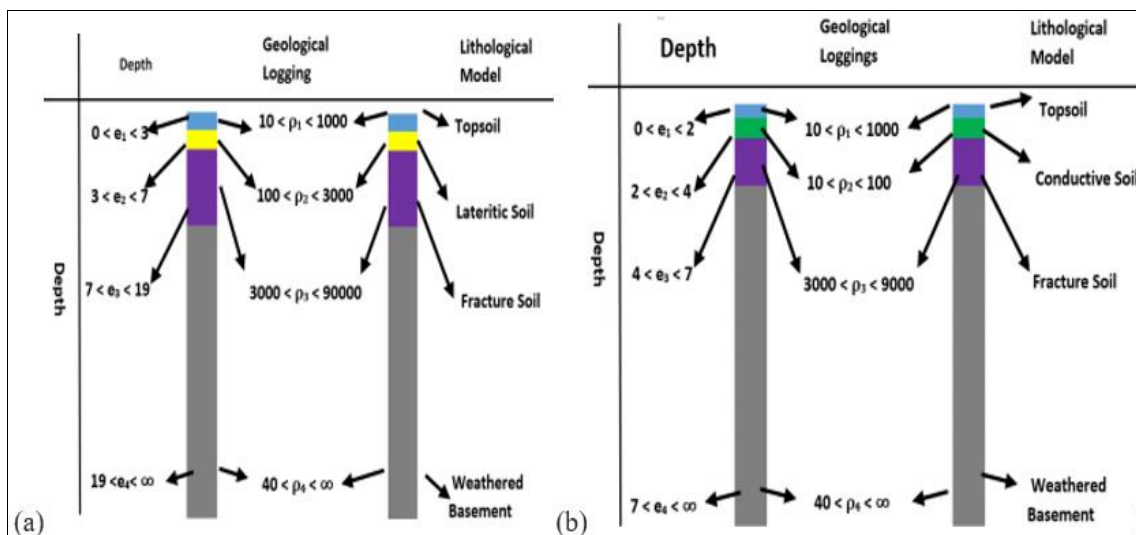 Depth
Geological
Logging
Lithological
Model
0 < e₁ < 3
10 < ρ₁ < 1000
Topsoil
3 < e₂ < 7
100 < ρ₂ < 3000
Lateritic Soil
7 < e₃ < 19
3000 < ρ₃ < 90000
Fracture Soil
Depth
19 <e₄< ∞
40 < ρ₄ < ∞
Weathered
Basement
(a)
Depth
Geological
Loggings
Lithological
Model
Topsoil
0 < e₁ < 2
10 < ρ₁ < 1000
2 < e₂ < 4
10 < ρ₂ < 100
Conductive Soil
4 < e₃ < 7
3000 < ρ₃ < 9000
Fracture Soil
Depth
7 < e₄ < ∞
40 < ρ₄ < ∞
Weathered
Basement
(b)